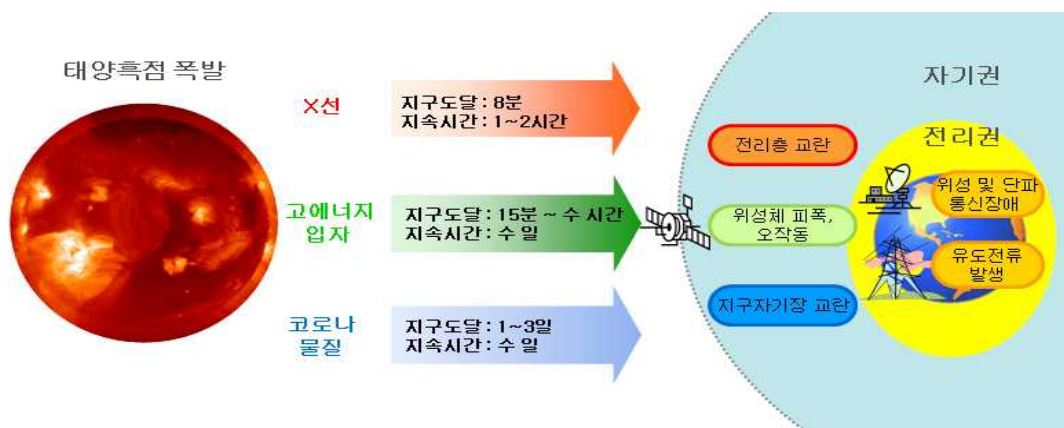 태양흑점 폭발
X선
지구도달 : 8분
지속시간 : 1~2시간
고에너지
입자
지구도달 : 15분 ~ 수 시간
지속시간 : 수 일
코로나
물질
지구도달 : 1~3일
지속시간 : 수 일
자기권
전리권
전리층 교란
위성 및 단파
통신장애
위성체 피폭,
오작동
유도전류
발생
지구자기장 교란